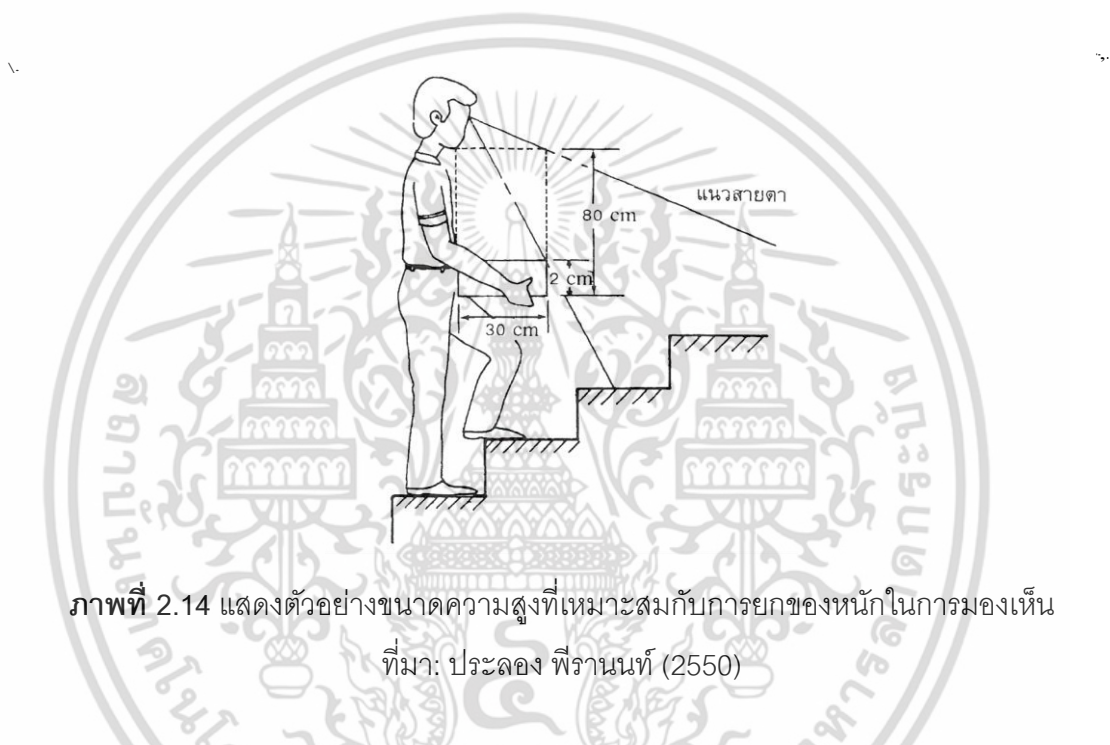 แนวสายตา
80 cm
2 cm
30 cm
ภาพที่ 2.14 แสดงตัวอย่างขนาดความสูงที่เหมาะสมกับการยกของหนักในการมองเห็น
ที่มา: ประลอง พีรานนท์ (2550)